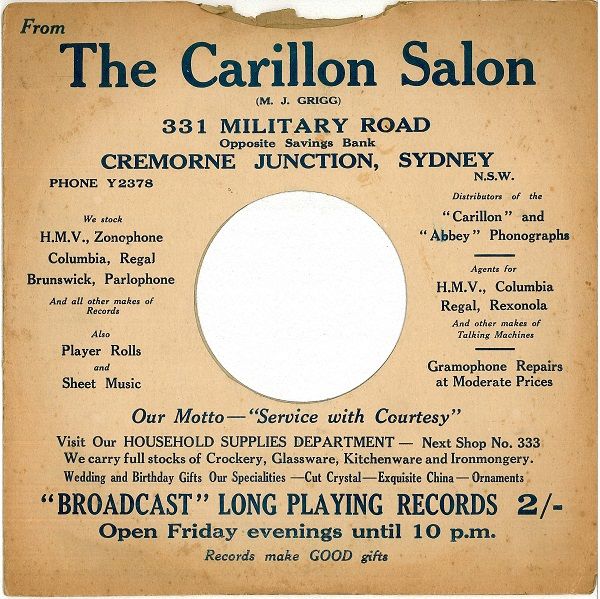 From
The Carillon Salon
(M. J. GRIGG)
331 MILITARY ROAD
Opposite Savings Bank
CREMORNE JUNCTION, SYDNEY
N.S.W.
PHONE Y2378
We stock
H.M.V., Zonophone
Columbia, Regal
Brunswick, Parlophone
And all other makes of
Records
Also
Player Rolls
and
Sheet Music
Distributors of the
"Carillon" and
"Abbey" Phonographs
Agents for
H.M.V., Columbia
Regal, Rexonola
And other makes of
Talking Machines
Gramophone Repairs
at Moderate Prices
Our Motto—"Service with Courtesy"
Visit Our HOUSEHOLD SUPPLIES DEPARTMENT — Next Shop No. 333
We carry full stocks of Crockery, Glassware, Kitchenware and Ironmongery.
Wedding and Birthday Gifts Our Specialities —Cut Crystal—Exquisite China — Ornaments
"BROADCAST" LONG PLAYING RECORDS 2/-
Open Friday evenings until 10 p.m.
Records make GOOD gifts